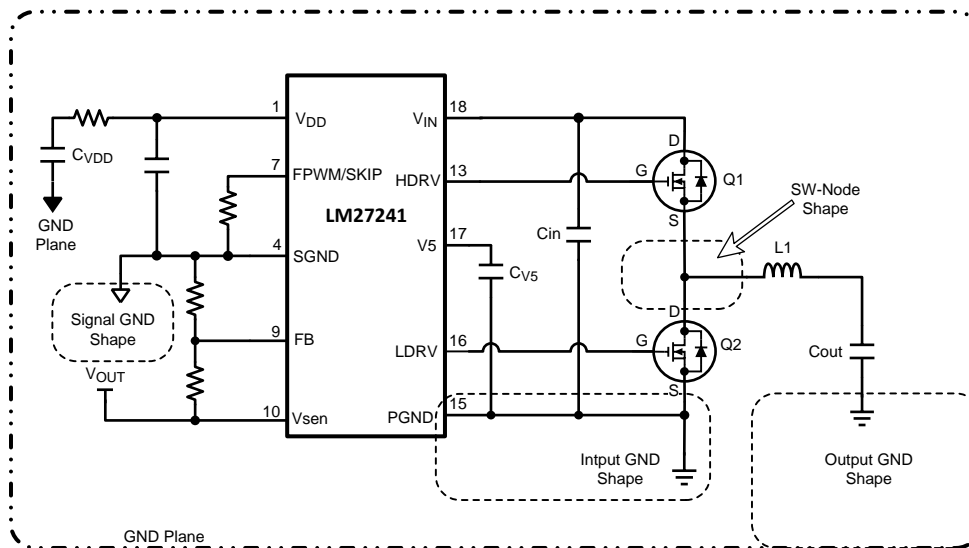 1
VDD
VIN
18
CVDD
7
FPWM/SKIP
HDRV
13
D
G
Q1
S
SW-Node
Shape
GND
Plane
LM27241
4
SGND
V5
17
CV5
Cin
L1
Signal GND
Shape
9
FB
LDRV
16
D
G
Q2
S
Cout
VOUT
10
Vsen
PGND
15
Intput GND
Shape
Output GND
Shape
GND Plane